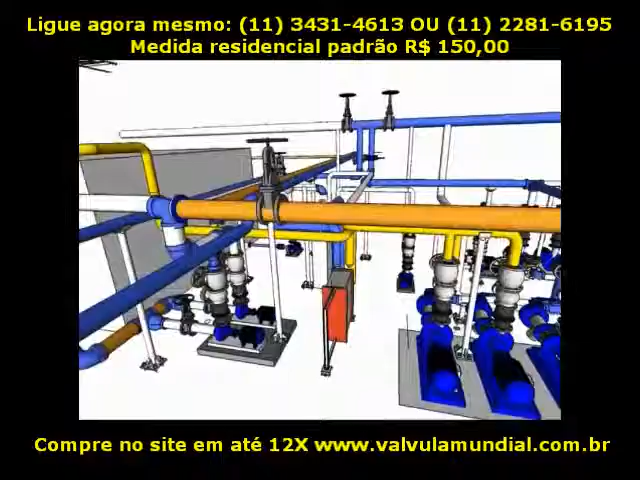 Ligue agora mesmo: (11) 3431-4613 OU (11) 2281-6195
Medida residencial padrão R$ 150,00
Compre no site em até 12X www.valvulamundial.com.br